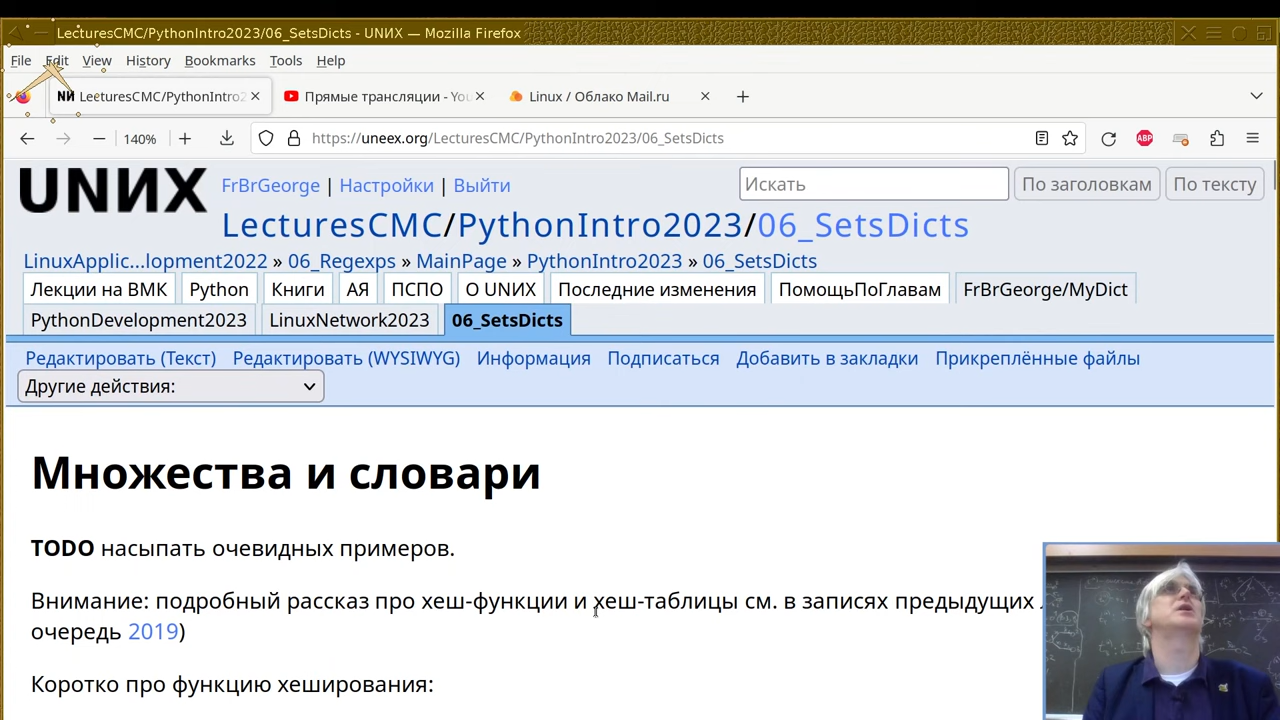 LecturesCMC/PythonIntro2023/06_SetsDicts - UNИX — Mozilla Firefox
File Edit View History Bookmarks Tools Help
NИ LecturesCMC/PythonIntro2 Прямые трансляции - You Linux / Облако Mail.ru
140% https://uneex.org/LecturesCMC/PythonIntro2023/06_SetsDicts ABP
UNИX FrBrGeorge | Настройки | Выйти Искать По заголовкам По тексту
LecturesCMC/PythonIntro2023/06_SetsDicts
LinuxApplic...lopment2022 » 06_Regexps » MainPage » PythonIntro2023 » 06_SetsDicts
Лекции на ВМК Python Книги АЯ ПСПО О UNIX Последние изменения ПомощьПоГлавам FrBrGeorge/MyDict
PythonDevelopment2023 LinuxNetwork2023 06_SetsDicts
Редактировать (Текст) Редактировать (WYSIWYG) Информация Подписаться Добавить в закладки Прикреплённые файлы
Другие действия:
Множества и словари
TODO насыпать очевидных примеров.
Внимание: подробный рассказ про хеш-функции и хеш-таблицы см. в записях предыдущих
очередь 2019)
Коротко про функцию хеширования: